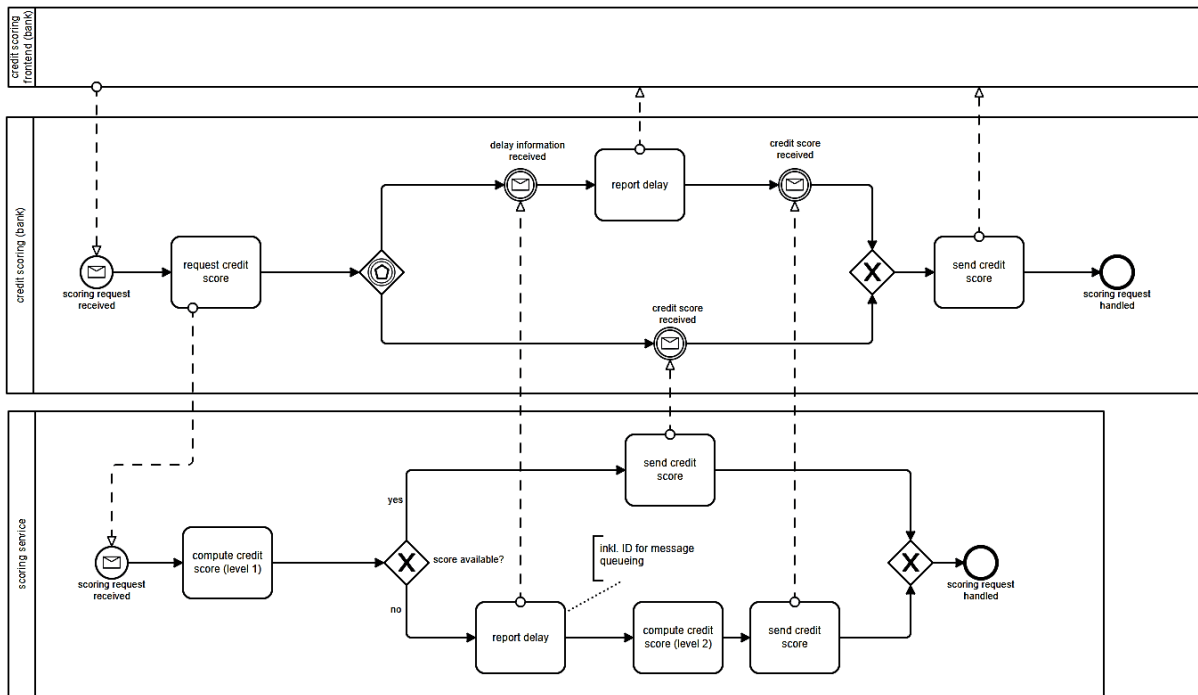 credit scoring
frontend (bank)
credit scoring (bank)
scoring request
received
request credit
score
delay information
received
report delay
credit score
received
credit score
received
X
send credit
score
scoring request
handled
scoring service
scoring request
received
compute credit
score (level 1)
yes
X
score available?
no
send credit
score
inkl. ID for message
queueing
report delay
compute credit
score (level 2)
send credit
score
X
scoring request
handled